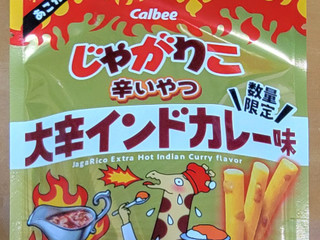 Calbee
じゃがりこ
辛いやつ
数量
限定
大辛インドカレー味
JagaRico Extra Hot Indian Curry flavor